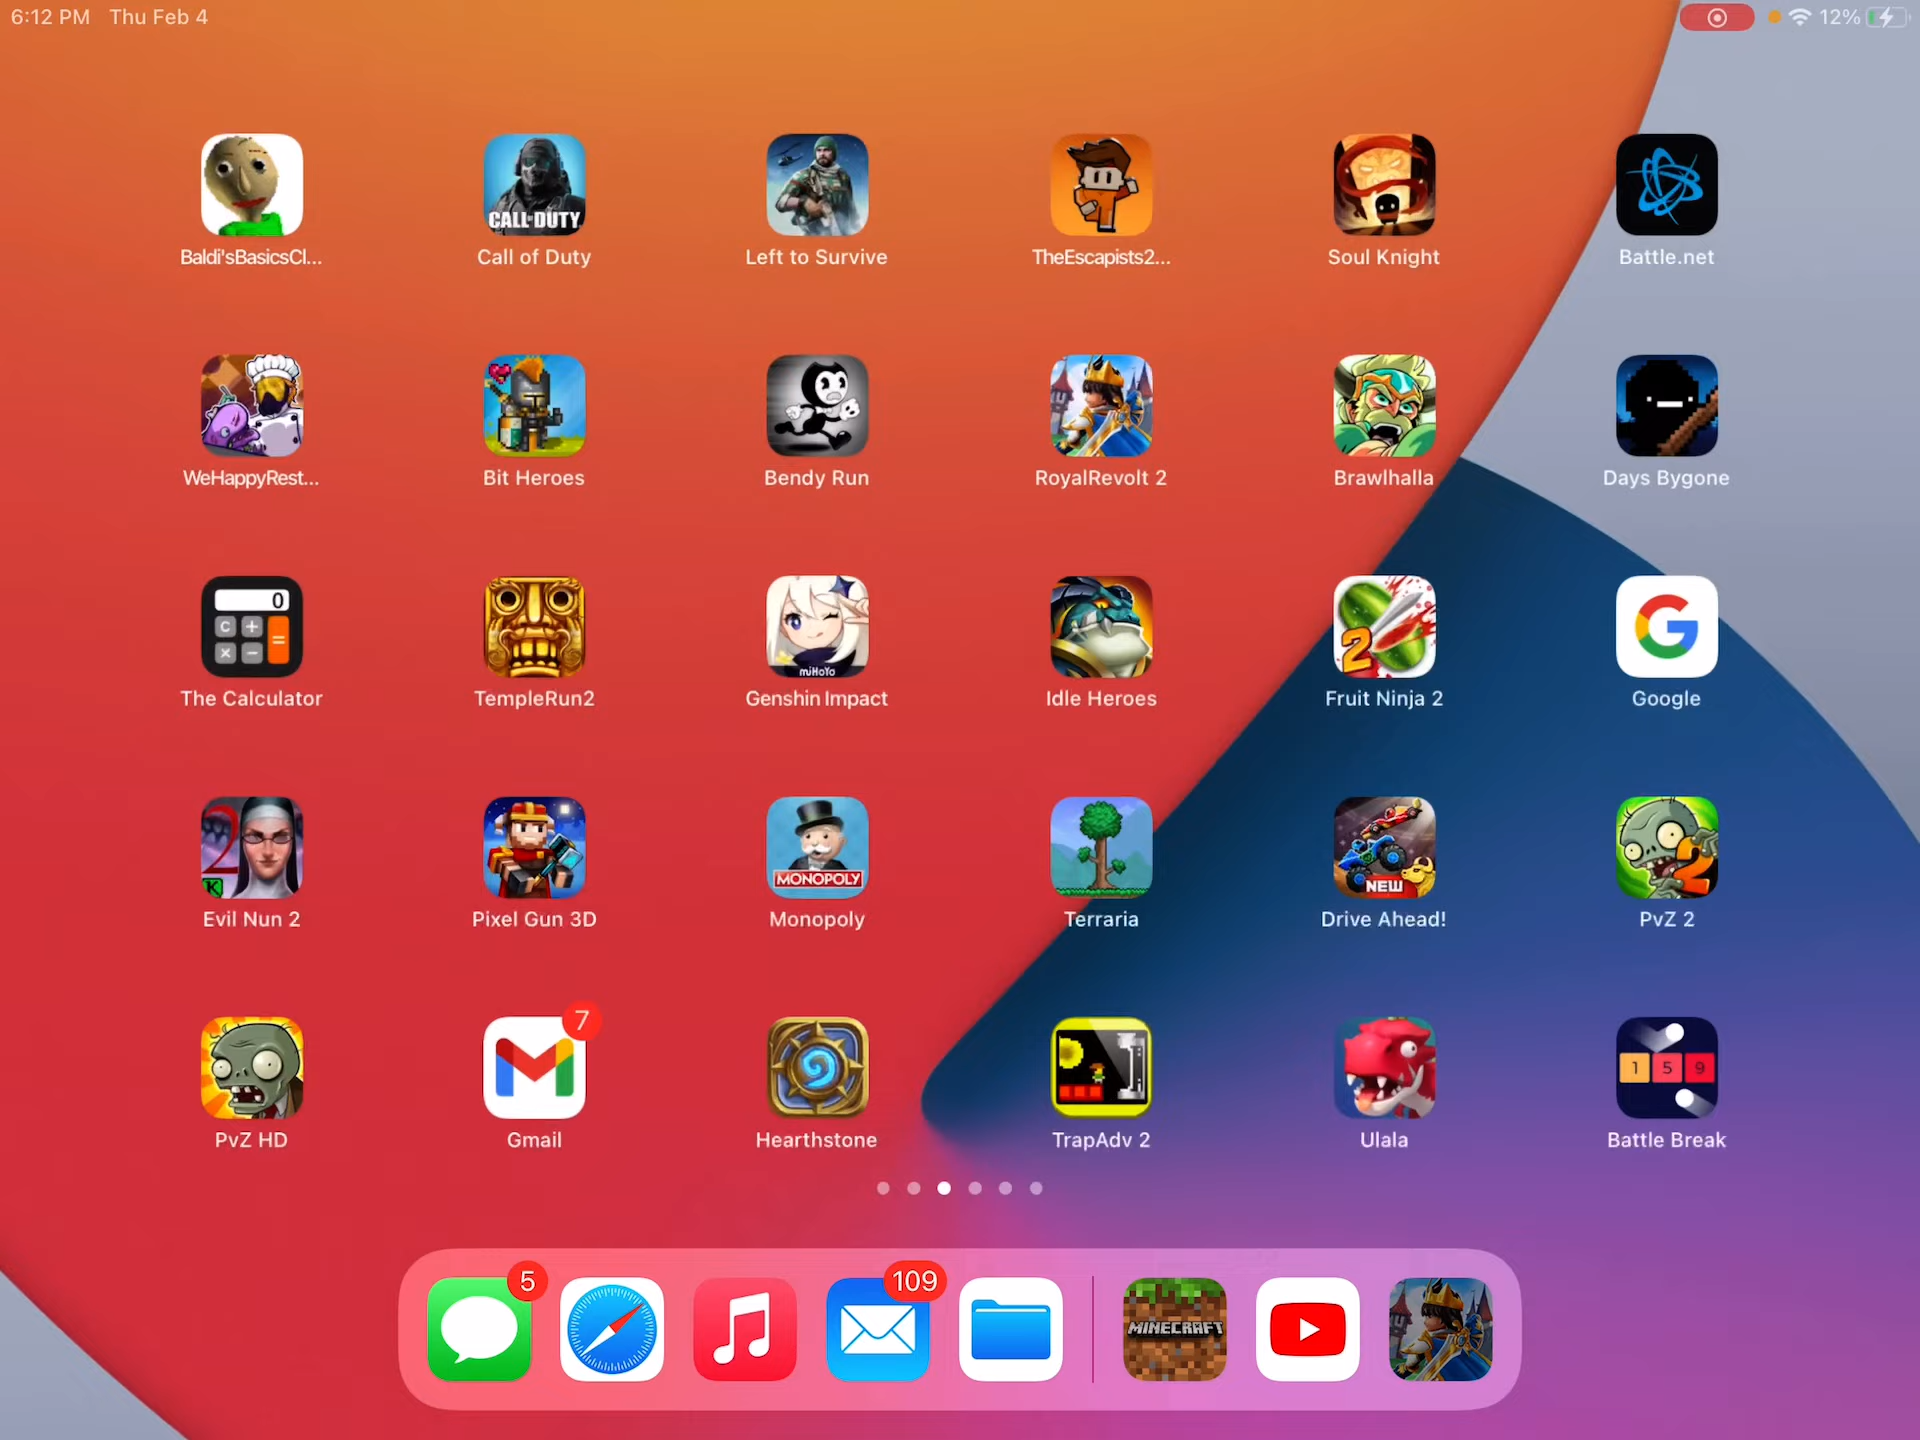 6:12 PM Thu Feb 4
12%
CALL OF DUTY
Baldi'sBasicsCl...
Call of Duty
Left to Survive
TheEscapists2...
Soul Knight
Battle.net
WeHappyRest...
Bit Heroes
Bendy Run
RoyalRevolt 2
Brawlhalla
Days Bygone
0
C +
× − =
miHoYo
2
The Calculator
TempleRun2
Genshin Impact
Idle Heroes
Fruit Ninja 2
Google
2
K
MONOPOLY
NEW
2
Evil Nun 2
Pixel Gun 3D
Monopoly
Terraria
Drive Ahead!
PvZ 2
7
1 5 9
PvZ HD
Gmail
Hearthstone
TrapAdv 2
Ulala
Battle Break
5
109
MINECRAFT